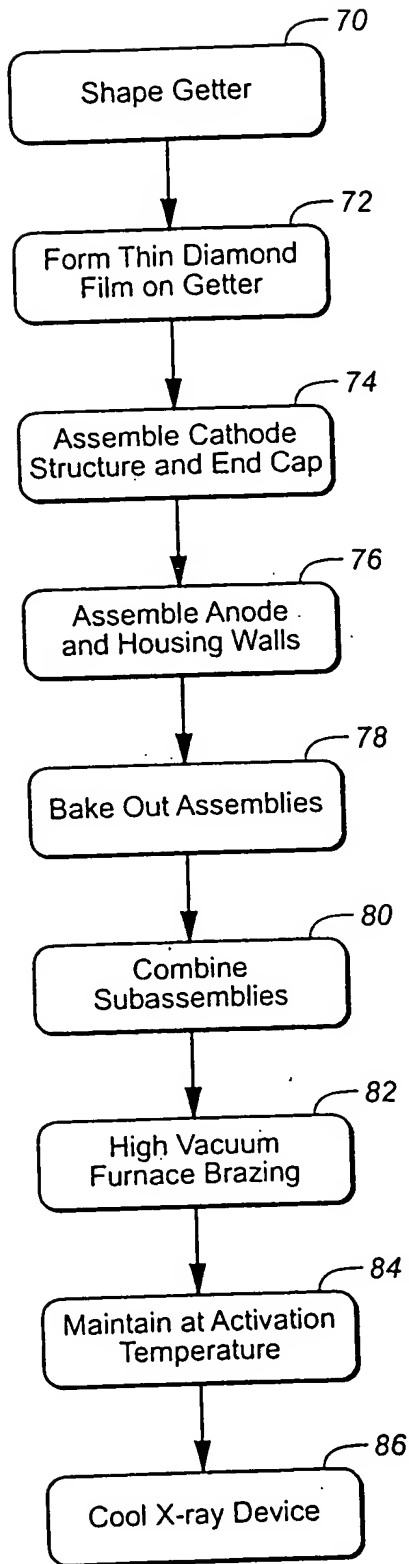 70
Shape Getter
72
Form Thin Diamond
Film on Getter
74
Assemble Cathode
Structure and End Cap
76
Assemble Anode
and Housing Walls
78
Bake Out Assemblies
80
Combine
Subassemblies
82
High Vacuum
Furnace Brazing
84
Maintain at Activation
Temperature
86
Cool X-ray Device